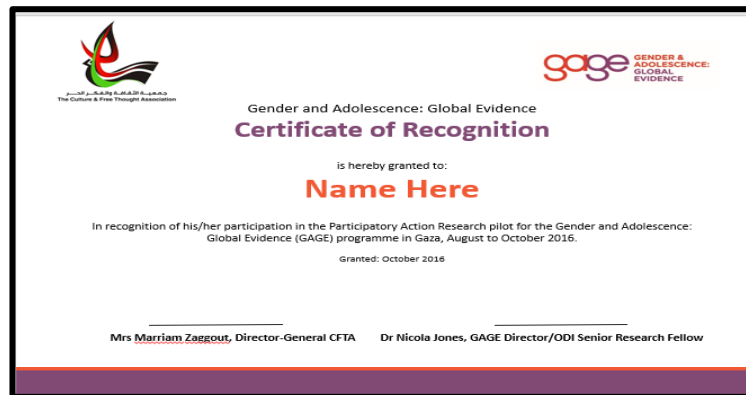 جمعية الثقافة والفكر الحر
The Culture & Free Thought Association
gage GENDER &
ADOLESCENCE:
GLOBAL
EVIDENCE
Gender and Adolescence: Global Evidence
Certificate of Recognition
is hereby granted to:
Name Here
In recognition of his/her participation in the Participatory Action Research pilot for the Gender and Adolescence:
Global Evidence (GAGE) programme in Gaza, August to October 2016.
Granted: October 2016
Mrs Marriam Zaggout, Director-General CFTA Dr Nicola Jones, GAGE Director/ODI Senior Research Fellow